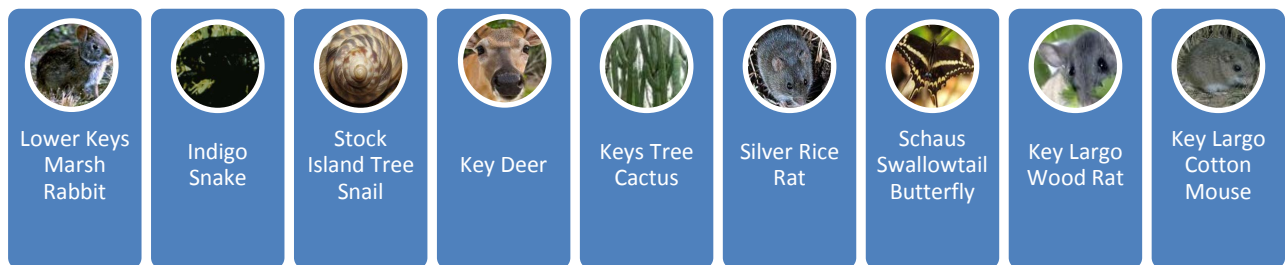 Lower Keys
Marsh
Rabbit
Indigo
Snake
Stock
Island Tree
Snail
Key Deer
Keys Tree
Cactus
Silver Rice
Rat
Schaus
Swallowtail
Butterfly
Key Largo
Wood Rat
Key Largo
Cotton
Mouse